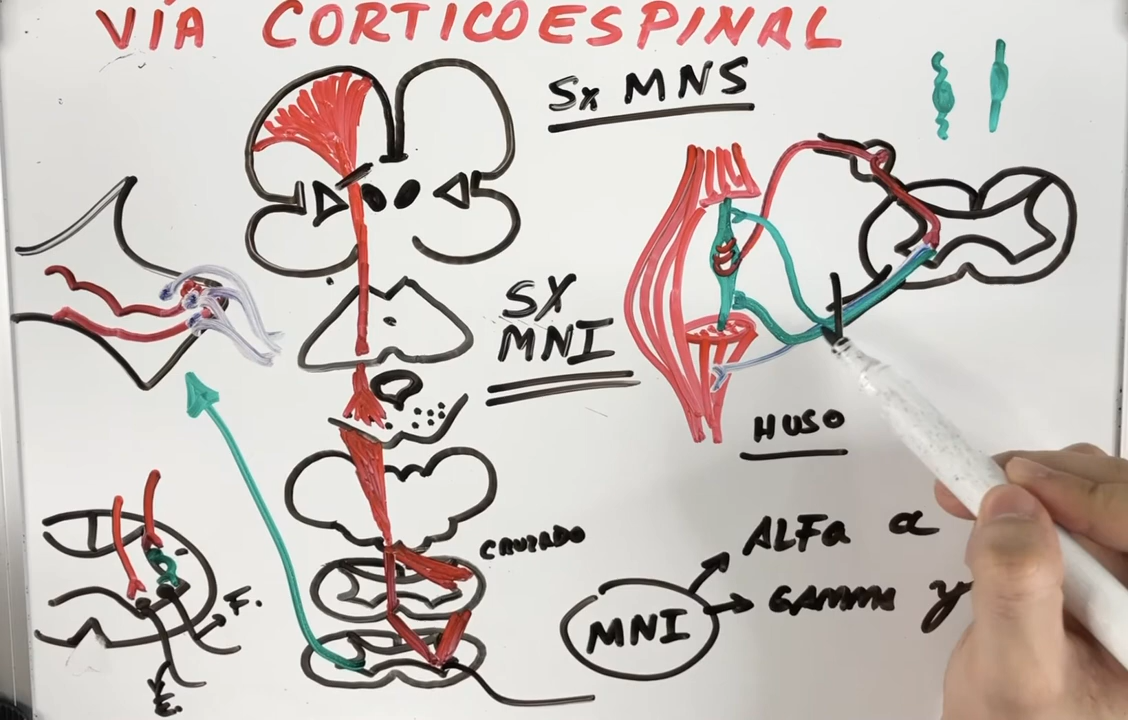 VÍA CORTICOESPINAL
Sx MNS
SX
MNI
HUSO
CRUZADO
ALFa α
MNI
GAMMA γ
F.
E.